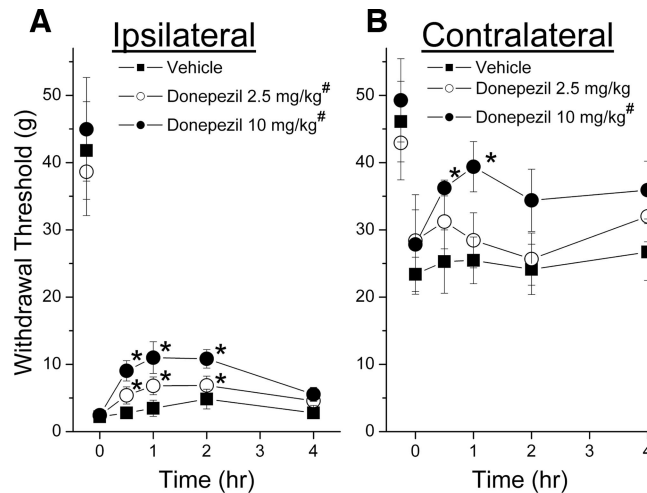 A
Ipsilateral
Vehicle
Donepezil 2.5 mg/kg#
Donepezil 10 mg/kg#
Withdrawal Threshold (g)
50
40
30
20
10
0
* * *
* * *
0 1 2 3 4
Time (hr)
B
Contralateral
Vehicle
Donepezil 2.5 mg/kg
Donepezil 10 mg/kg#
50
40
30
20
10
0
* *
0 1 2 3 4
Time (hr)